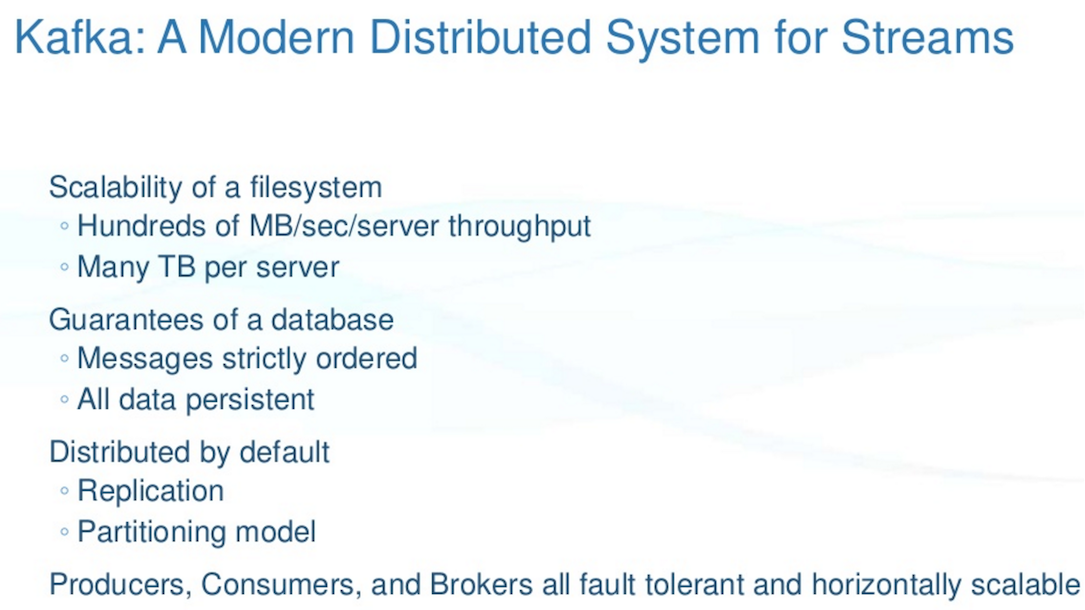 Kafka: A Modern Distributed System for Streams
Scalability of a filesystem
◦ Hundreds of MB/sec/server throughput
◦ Many TB per server
Guarantees of a database
◦ Messages strictly ordered
◦ All data persistent
Distributed by default
◦ Replication
◦ Partitioning model
Producers, Consumers, and Brokers all fault tolerant and horizontally scalable